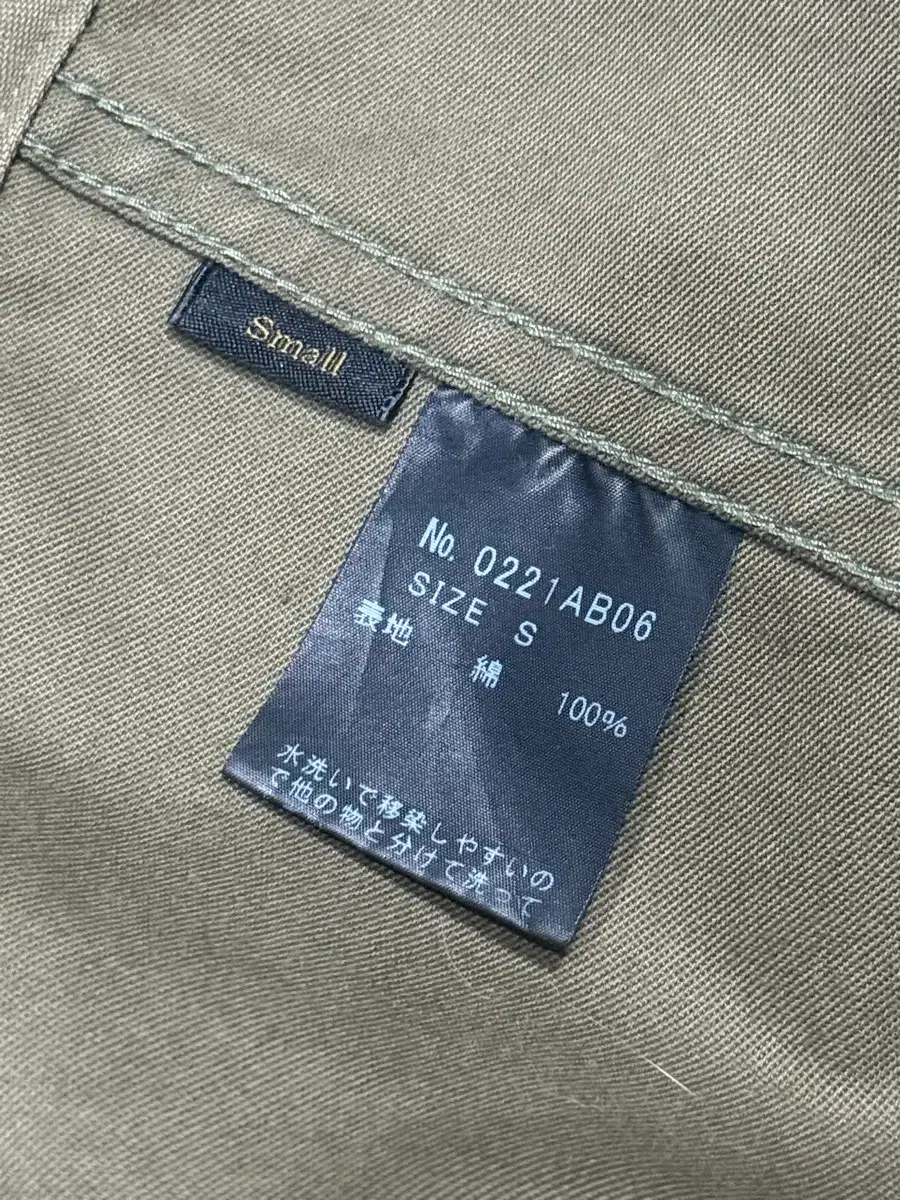 Small
No. 0221AB06
SIZE S
表地 綿 100%
水洗いで移染しやすいの
で他の物と分けて洗って